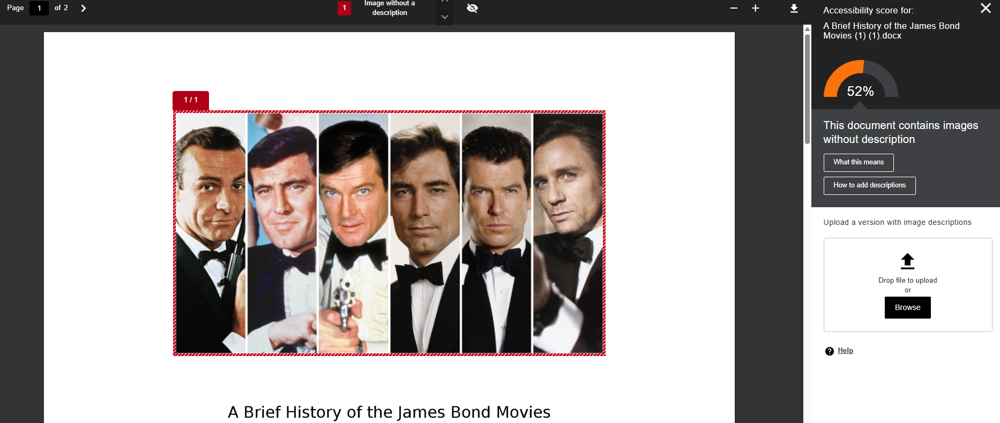 Page 1 of 2
1
Image without a
description
Accessibility score for:
A Brief History of the James Bond
Movies (1) (1).docx
52%
This document contains images
without description
What this means
How to add descriptions
Upload a version with image descriptions
Drop file to upload
or
Browse
Help
1 / 1
A Brief History of the James Bond Movies